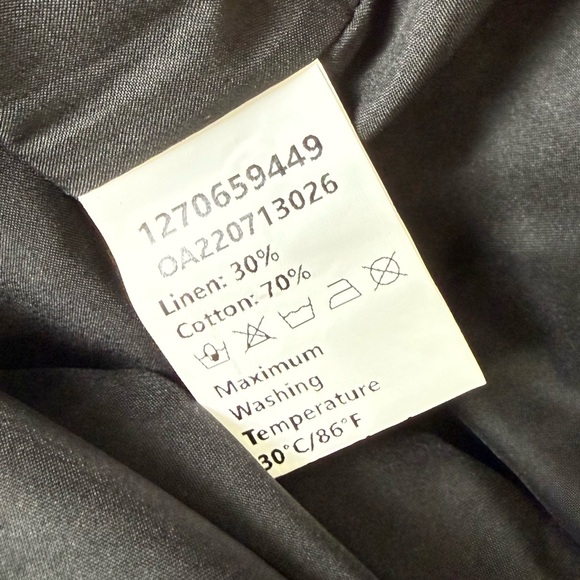 1270659449
OA220713026
Linen: 30%
Cotton: 70%
Maximum
Washing
Temperature
30°C/86°F